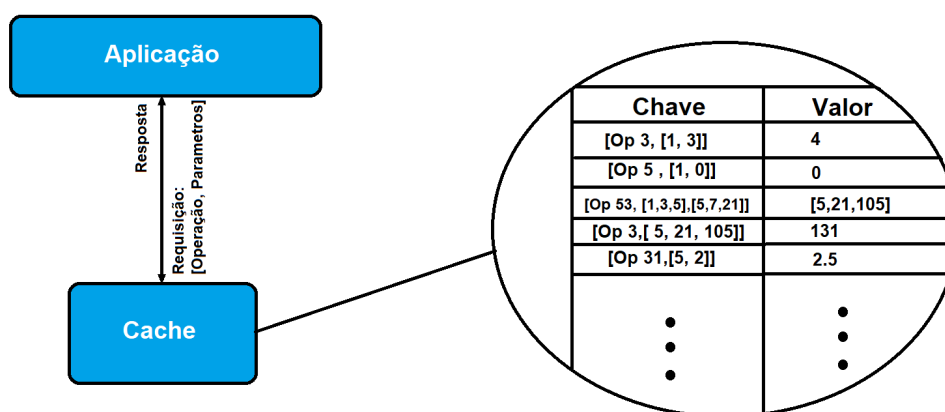 Aplicação
Resposta
Requisição:
[Operação, Parametros]
Cache
Chave Valor
[Op 3, [1, 3]] 4
[Op 5 , [1, 0]] 0
[Op 53, [1,3,5],[5,7,21]] [5,21,105]
[Op 3,[ 5, 21, 105]] 131
[Op 31,[5, 2]] 2.5